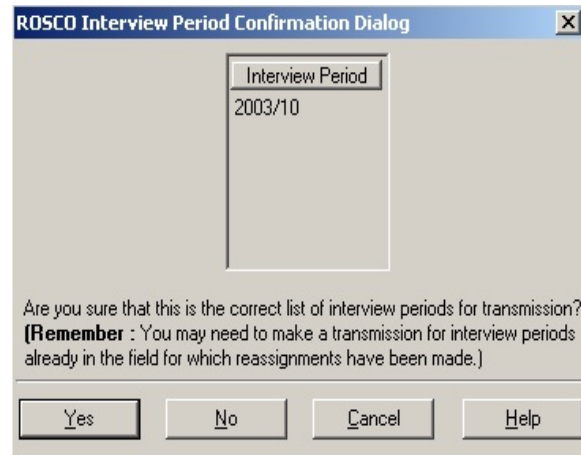 ROSCO Interview Period Confirmation Dialog
Interview Period
2003/10
Are you sure that this is the correct list of interview periods for transmission?
(Remember : You may need to make a transmission for interview periods
already in the field for which reassignments have been made.)
Yes No Cancel Help